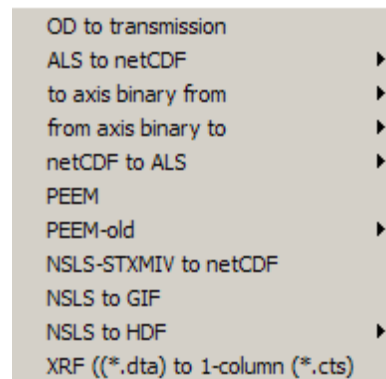 OD to transmission
ALS to netCDF
to axis binary from
from axis binary to
netCDF to ALS
PEEM
PEEM-old
NSLS-STXMIV to netCDF
NSLS to GIF
NSLS to HDF
XRF ((*.dta) to 1-column (*.cts)